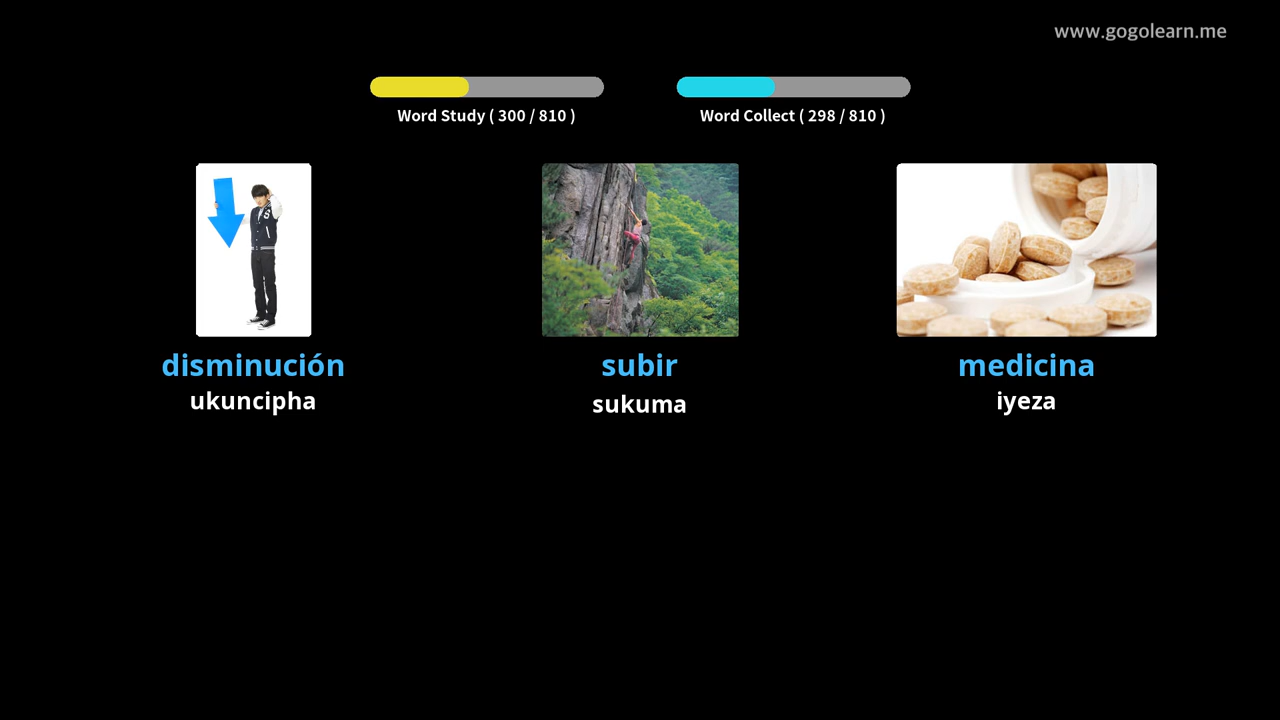 www.gogolearn.me
Word Study ( 300 / 810 )
Word Collect ( 298 / 810 )
disminución
ukuncipha
subir
sukuma
medicina
iyeza